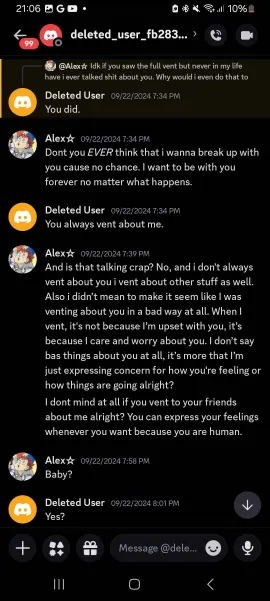 21:06
10%
99
deleted_user_fb283...
@Alex☆ Idk if you saw the full vent but never in my life
have i ever talked shit about you. Why would i even do that to
Deleted User 09/22/2024 7:34 PM
You did.
Alex☆ 09/22/2024 7:34 PM
Dont you EVER think that i wanna break up with
you cause no chance. I want to be with you
forever no matter what happens.
Deleted User 09/22/2024 7:34 PM
You always vent about me.
Alex☆ 09/22/2024 7:39 PM
And is that talking crap? No, and i don't always
vent about you i vent about other stuff as well.
Also i didn't mean to make it seem like I was
venting about you in a bad way at all. When I
vent, it's not because I'm upset with you, it's
because I care and worry about you. I don't say
bas things about you at all, it's more that I'm
just expressing concern for how you're feeling or
how things are going alright?
I dont mind at all if you vent to your friends
about me alright? You can express your feelings
whenever you want because you are human.
Alex☆ 09/22/2024 7:58 PM
Baby?
Deleted User 09/22/2024 8:01 PM
Yes?
Message @dele...